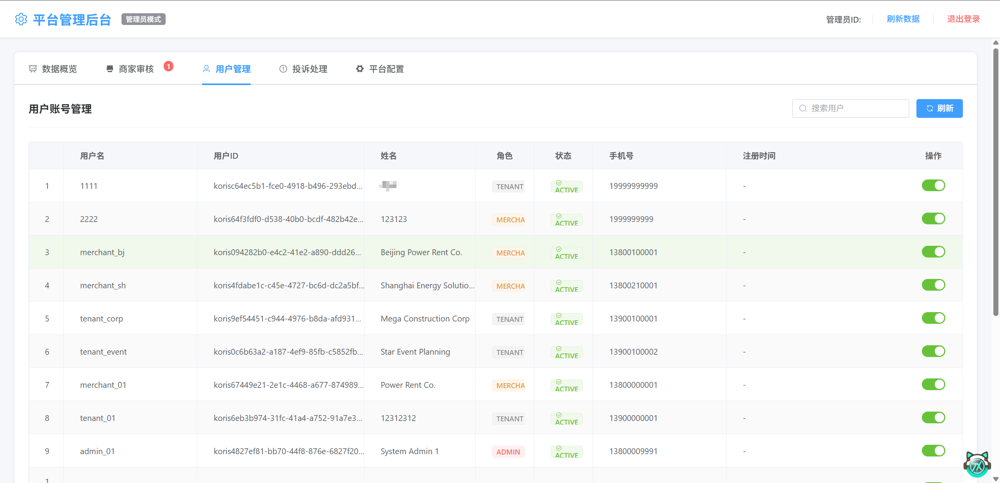 平台管理后台 管理员模式 管理员ID: 刷新数据 退出登录
数据概览 商家审核 1 用户管理 投诉处理 平台配置
用户账号管理 搜索用户 刷新
用户名 用户ID 姓名 角色 状态 手机号 注册时间 操作
1 1111 korisc64ec5b1-fce0-4918-b496-293ebd... TENANT ACTIVE 19999999999 -
2 2222 koris64f3fdf0-d538-40b0-bcdf-482b42e... 123123 MERCHA ACTIVE 1999999999 -
3 merchant_bj koris094282b0-e4c2-41e2-a890-ddd26... Beijing Power Rent Co. MERCHA ACTIVE 13800100001 -
4 merchant_sh koris4fdabe1c-c45e-4727-bc6d-dc2a5bf... Shanghai Energy Solutio... MERCHA ACTIVE 13800210001 -
5 tenant_corp koris9ef54451-c944-4976-b8da-afd931... Mega Construction Corp TENANT ACTIVE 13900100001 -
6 tenant_event koris0c6b63a2-a187-4ef9-85fb-c5852fb... Star Event Planning TENANT ACTIVE 13900100002 -
7 merchant_01 koris67449e21-2e1c-4468-a677-874989... Power Rent Co. MERCHA ACTIVE 13800000001 -
8 tenant_01 koris6eb3b974-31fc-41a4-a752-91a7e3... 12312312 TENANT ACTIVE 13900000001 -
9 admin_01 koris4827ef81-bb70-44f8-876e-6827f20... System Admin 1 ADMIN ACTIVE 13800009991 -
1